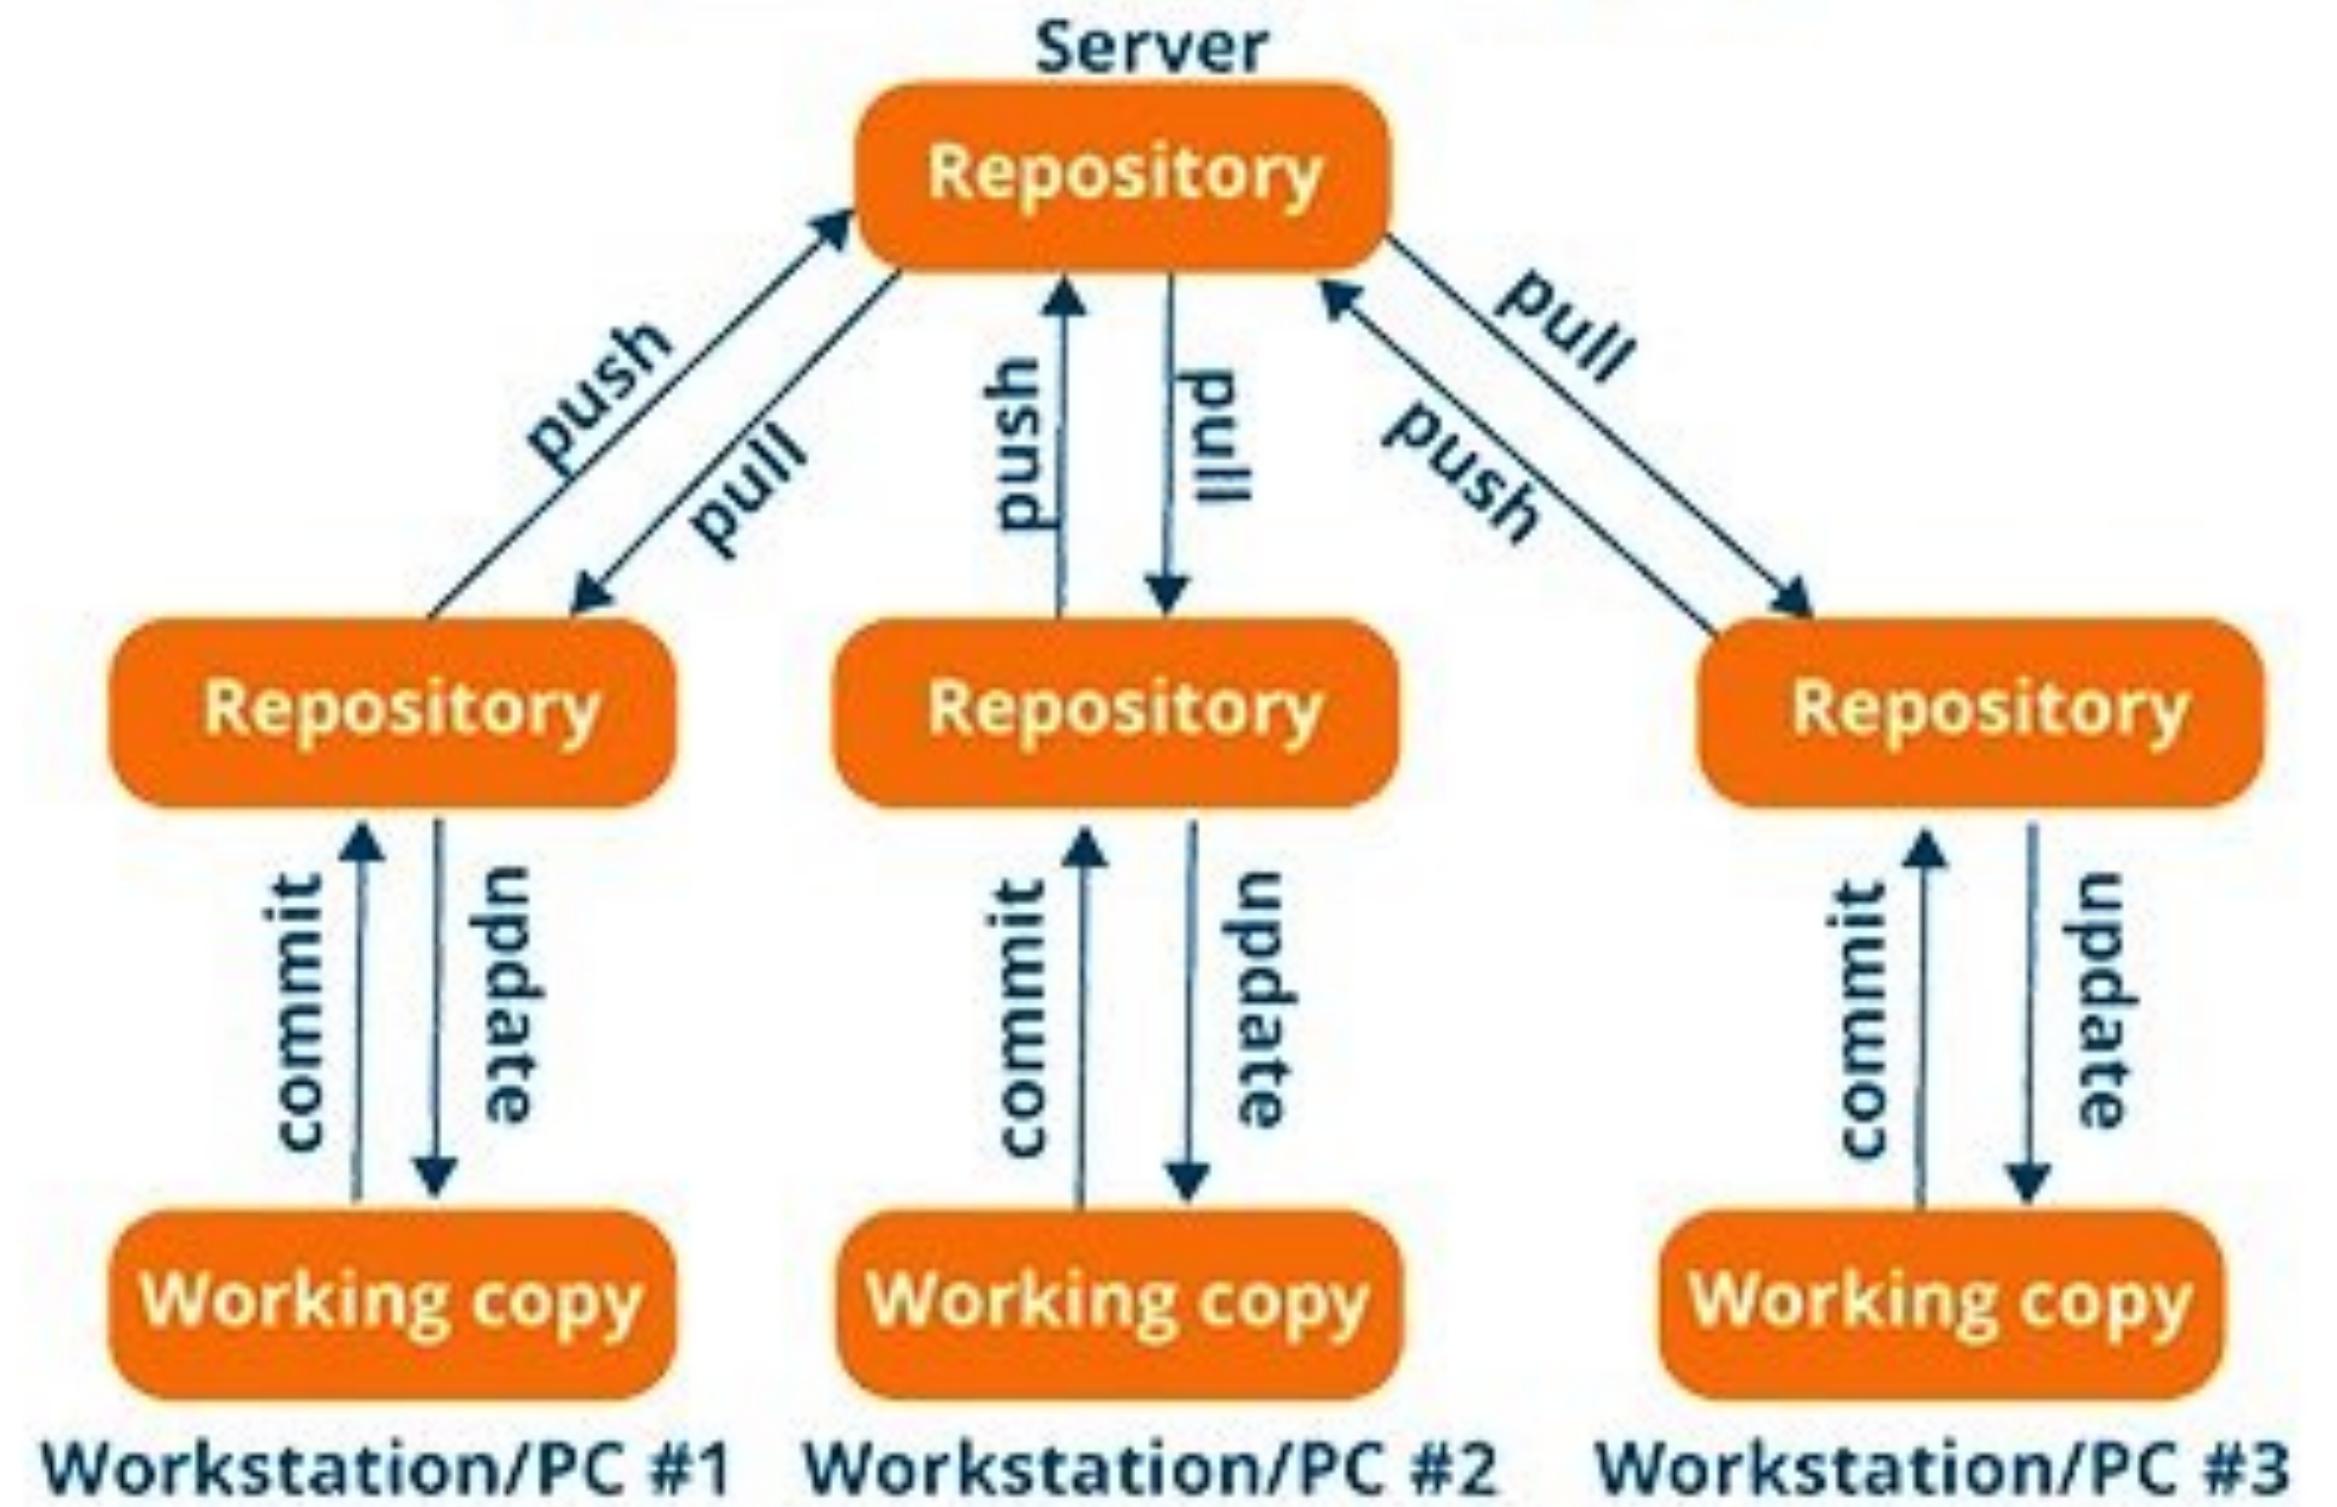 Server
Repository
push
pull
push
pull
pull
push
Repository
Repository
Repository
commit
update
commit
update
commit
update
Working copy
Working copy
Working copy
Workstation/PC #1
Workstation/PC #2
Workstation/PC #3